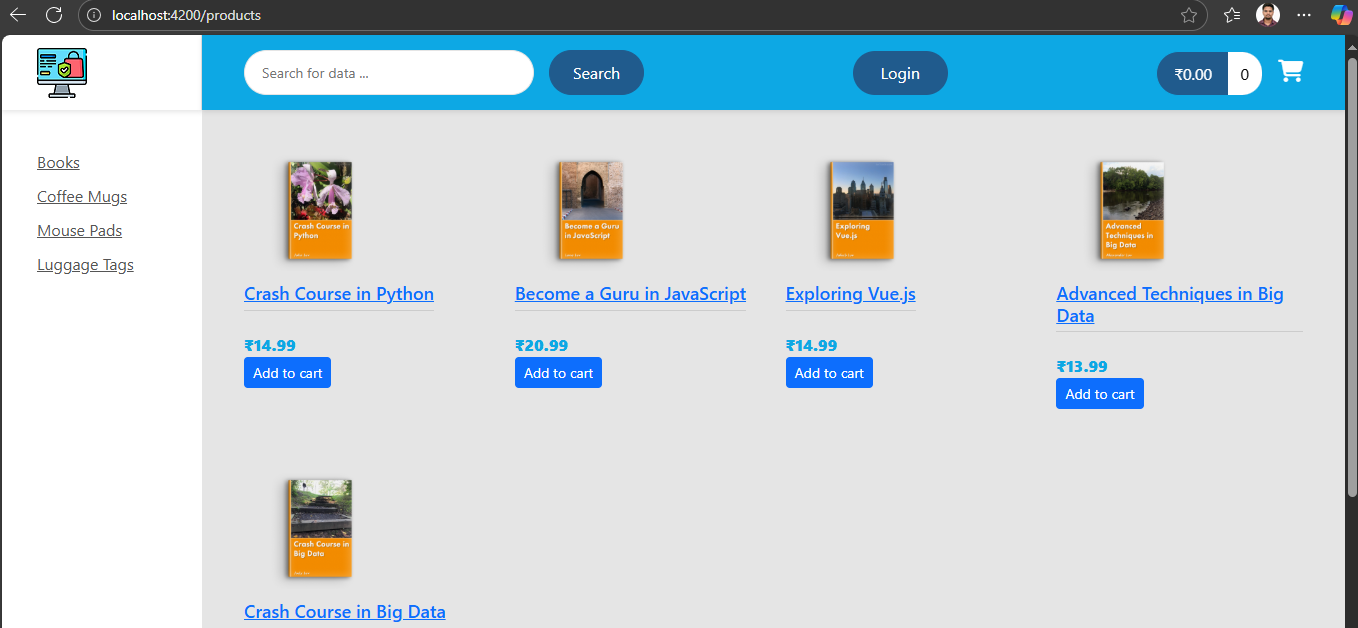 localhost:4200/products
Search for data ...
Search
Login
₹0.00
0
Books
Coffee Mugs
Mouse Pads
Luggage Tags
Crash Course in
Python
Become a Guru
in JavaScript
Exploring
Vue.js
Advanced
Techniques in
Big Data
Crash Course in Python
Become a Guru in JavaScript
Exploring Vue.js
Advanced Techniques in Big
Data
₹14.99
₹20.99
₹14.99
₹13.99
Add to cart
Add to cart
Add to cart
Add to cart
Crash Course in
Big Data
Crash Course in Big Data